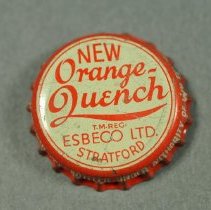 NEW
Orange-
Quench
T.M.REG.
ESBECO LTD.
STRATFORD